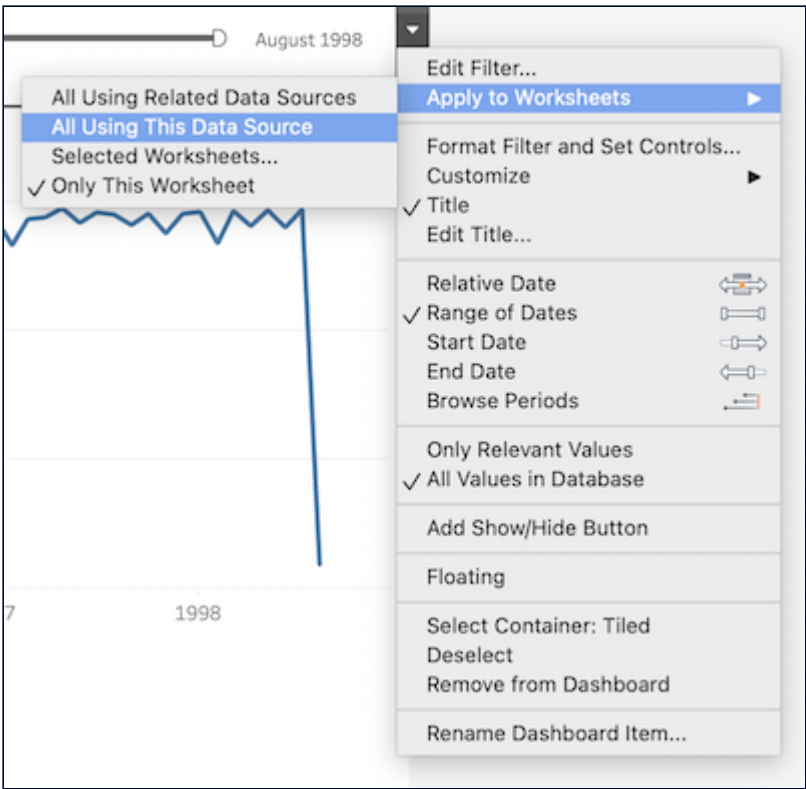 August 1998
All Using Related Data Sources
All Using This Data Source
Selected Worksheets...
Only This Worksheet
Edit Filter...
Apply to Worksheets
Format Filter and Set Controls...
Customize
Title
Edit Title...
Relative Date
Range of Dates
Start Date
End Date
Browse Periods
Only Relevant Values
All Values in Database
Add Show/Hide Button
Floating
Select Container: Tiled
Deselect
Remove from Dashboard
Rename Dashboard Item...
7
1998